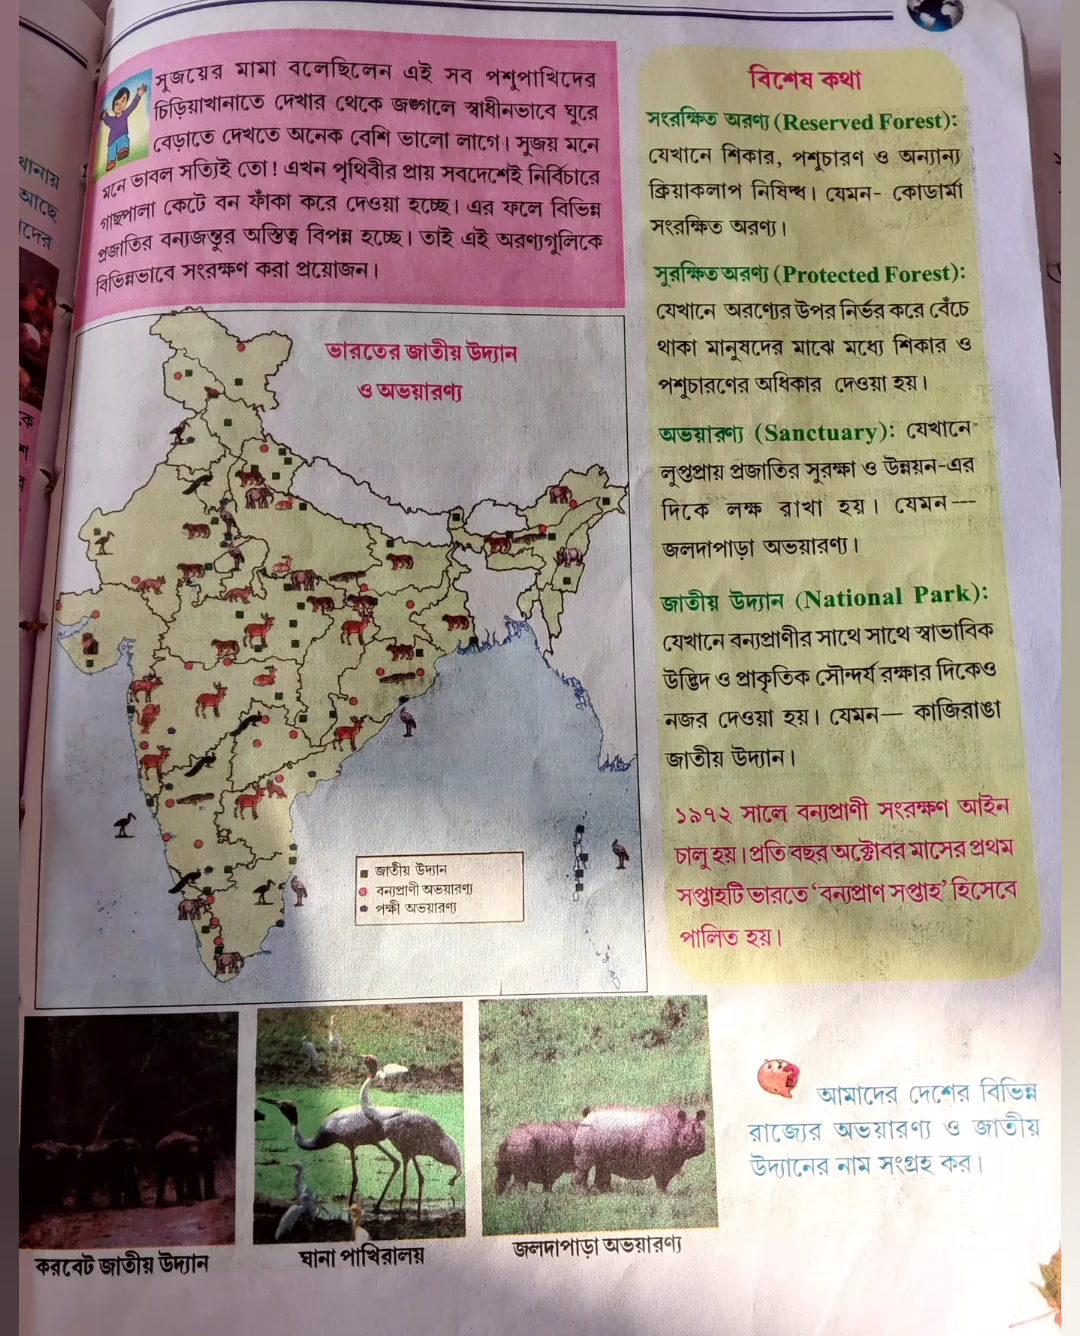 সুজয়ের মামা বলেছিলেন এই সব পশুপাখিদের
চিড়িয়াখানাতে দেখার থেকে জঙ্গলে স্বাধীনভাবে ঘুরে
বেড়াতে দেখতে অনেক বেশি ভালো লাগে। সুজয় মনে
মনে ভাবল সত্যিই তো! এখন পৃথিবীর প্রায় সবদেশেই নির্বিচারে
গাছপালা কেটে বন ফাঁকা করে দেওয়া হচ্ছে। এর ফলে বিভিন্ন
প্রজাতির বন্যজন্তুর অস্তিত্ব বিপন্ন হচ্ছে। তাই এই অরণ্যগুলিকে
বিভিন্নভাবে সংরক্ষণ করা প্রয়োজন।
ভারতের জাতীয় উদ্যান
ও অভয়ারণ্য
জাতীয় উদ্যান
বন্যপ্রাণী অভয়ারণ্য
পক্ষী অভয়ারণ্য
বিশেষ কথা
সংরক্ষিত অরণ্য (Reserved Forest):
যেখানে শিকার, পশুচারণ ও অন্যান্য
ক্রিয়াকলাপ নিষিদ্ধ। যেমন- কোডার্মা
সংরক্ষিত অরণ্য।
সুরক্ষিত অরণ্য (Protected Forest):
যেখানে অরণ্যের উপর নির্ভর করে বেঁচে
থাকা মানুষদের মাঝে মধ্যে শিকার ও
পশুচারণের অধিকার দেওয়া হয়।
অভয়ারণ্য (Sanctuary): যেখানে
লুপ্তপ্রায় প্রজাতির সুরক্ষা ও উন্নয়ন-এর
দিকে লক্ষ রাখা হয়। যেমন---
জলদাপাড়া অভয়ারণ্য।
জাতীয় উদ্যান (National Park):
যেখানে বন্যপ্রাণীর সাথে সাথে স্বাভাবিক
উদ্ভিদ ও প্রাকৃতিক সৌন্দর্য রক্ষার দিকেও
নজর দেওয়া হয়। যেমন— কাজিরাঙা
জাতীয় উদ্যান।
১৯৭২ সালে বন্যপ্রাণী সংরক্ষণ আইন
চালু হয়। প্রতি বছর অক্টোবর মাসের প্রথম
সপ্তাহটি ভারতে ‘বন্যপ্রাণ সপ্তাহ’ হিসেবে
পালিত হয়।
করবেট জাতীয় উদ্যান
ঘানা পাখিরালয়
জলদাপাড়া অভয়ারণ্য
আমাদের দেশের বিভিন্ন
রাজ্যের অভয়ারণ্য ও জাতীয়
উদ্যানের নাম সংগ্রহ কর।